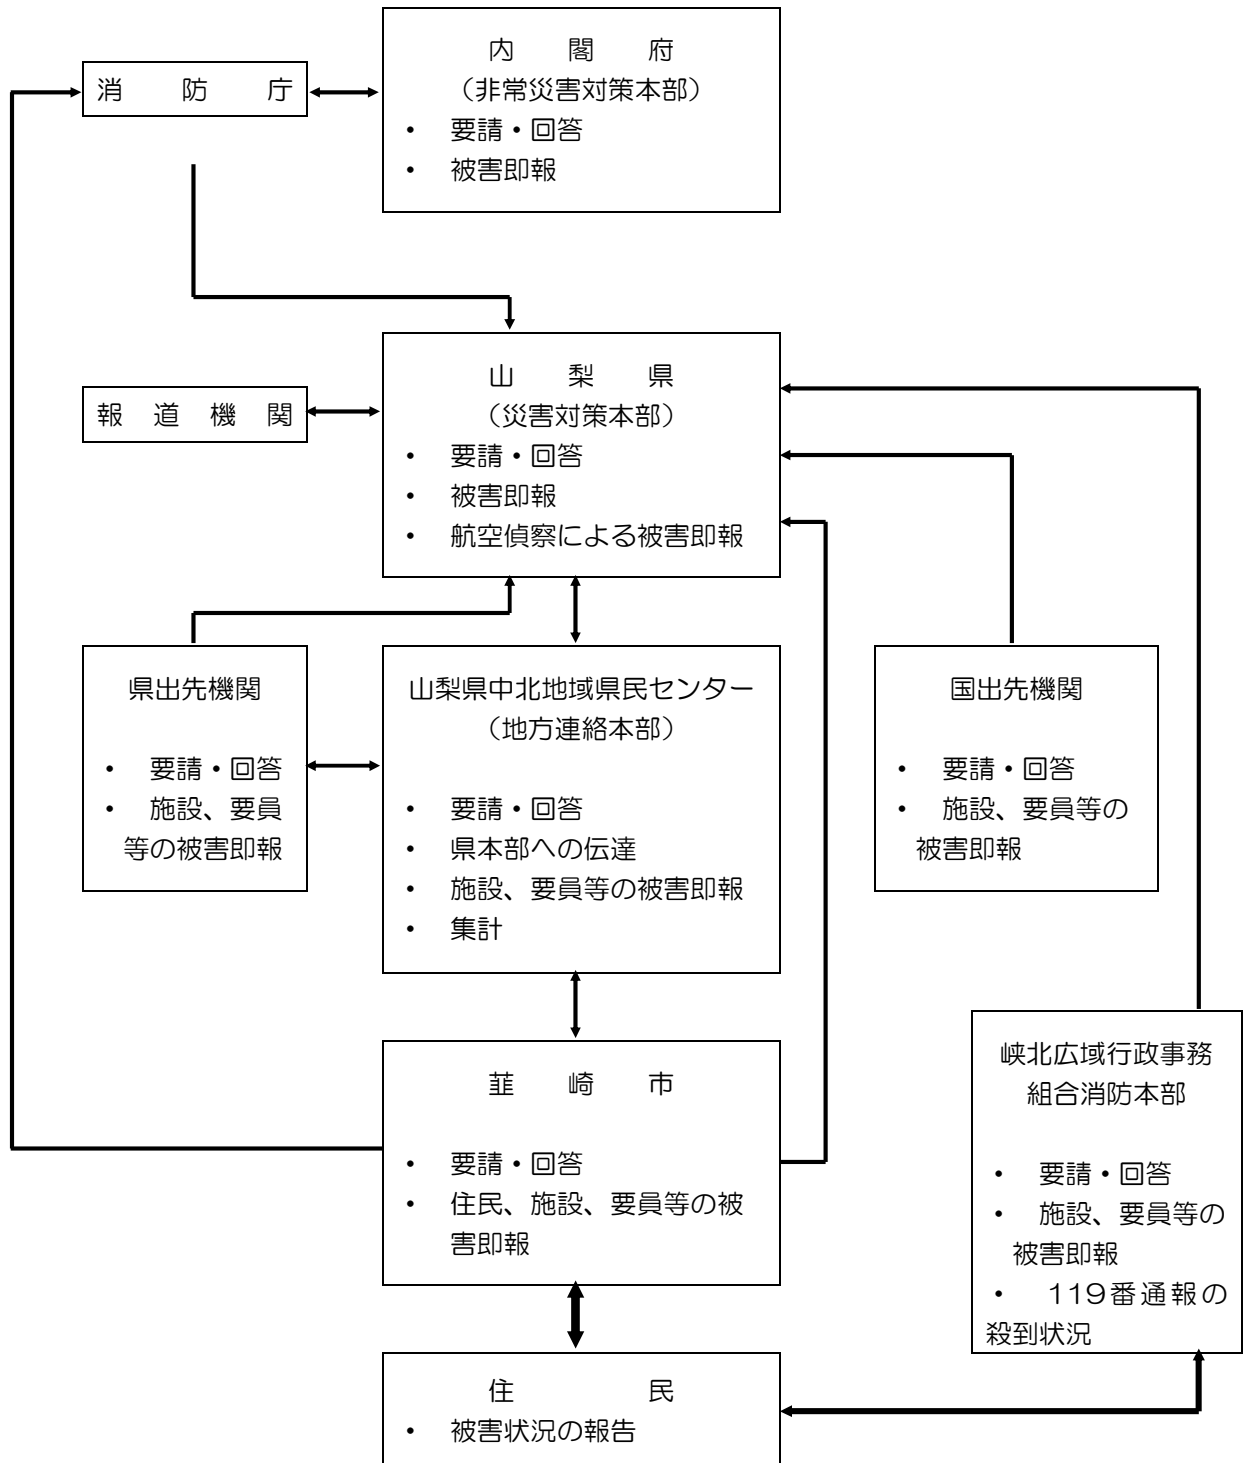 内　　閣　　府
（非常災害対策本部）
・　要請・回答
・　被害即報
消　　防　　庁
山　　梨　　県
（災害対策本部）
・　要請・回答
・　被害即報
・　航空偵察による被害即報
報　道　機　関
県出先機関
・　要請・回答
・　施設、要員
等の被害即報
山梨県中北地域県民センター
（地方連絡本部）
・　要請・回答
・　県本部への伝達
・　施設、要員等の被害即報
・　集計
国出先機関
・　要請・回答
・　施設、要員等の
被害即報
韮　　崎　　市
・　要請・回答
・　住民、施設、要員等の被
害即報
峡北広域行政事務
組合消防本部
・　要請・回答
・　施設、要員等の
被害即報
・　119番通報の
殺到状況
住　　　　民
・　被害状況の報告